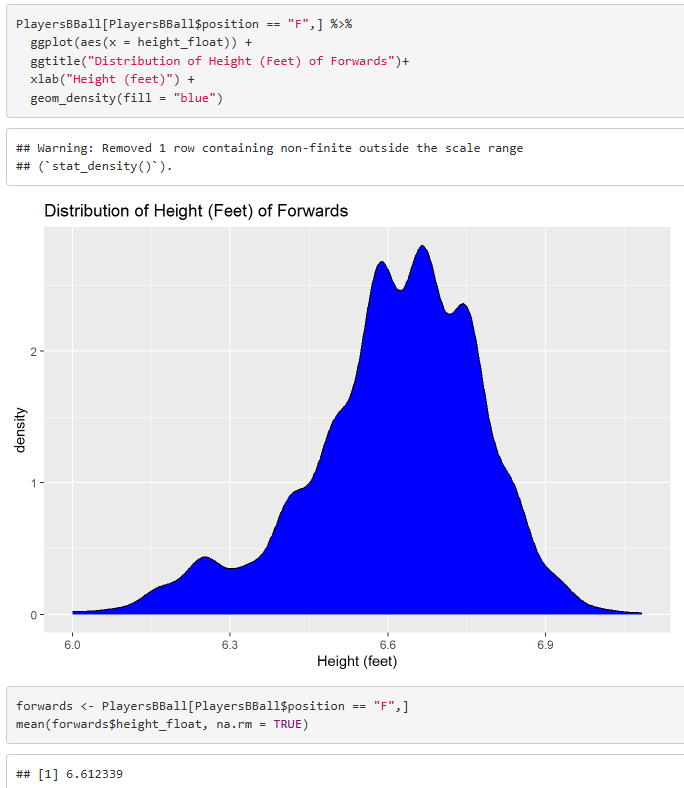 PlayersBBall[PlayersBBall$position == "F",] %>%
  ggplot(aes(x = height_float)) +
  ggtitle("Distribution of Height (Feet) of Forwards")+
  xlab("Height (feet)") +
  geom_density(fill = "blue")
## Warning: Removed 1 row containing non-finite outside the scale range
## (`stat_density()`).
Distribution of Height (Feet) of Forwards
density
2
1
0
6.0 6.3 6.6 6.9
Height (feet)
forwards <- PlayersBBall[PlayersBBall$position == "F",]
mean(forwards$height_float, na.rm = TRUE)
## [1] 6.612339